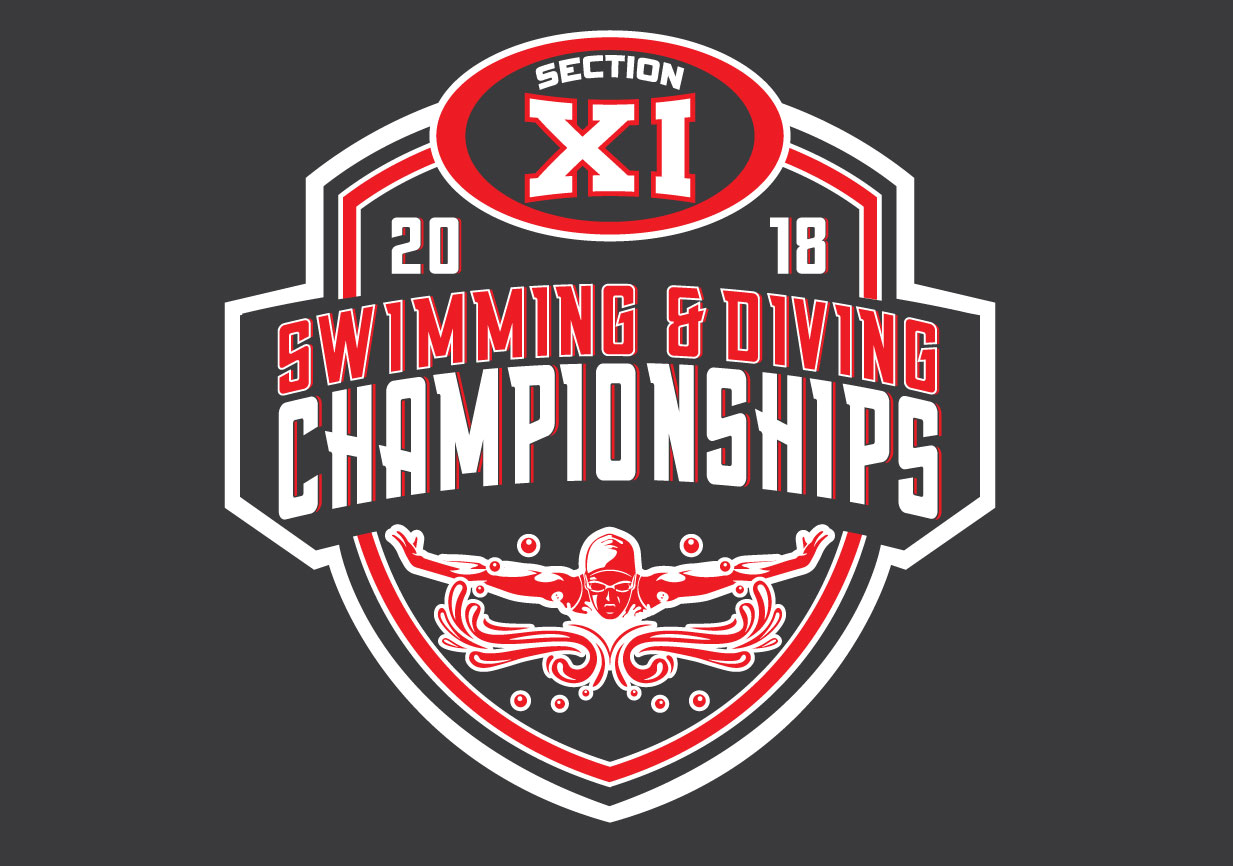 SECTION
XI
20 18
SWIMMING & DIVING
CHAMPIONSHIPS